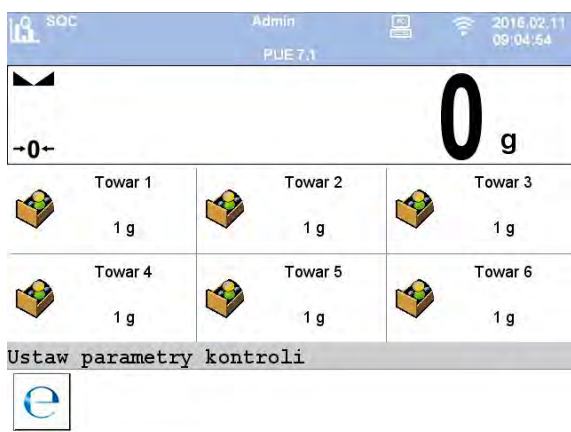 SQC Admin 2016.02.11
09:04:54
PUE 7.1
→0← 0 g
Towar 1 Towar 2 Towar 3
1 g 1 g 1 g
Towar 4 Towar 5 Towar 6
1 g 1 g 1 g
Ustaw parametry kontroli
e